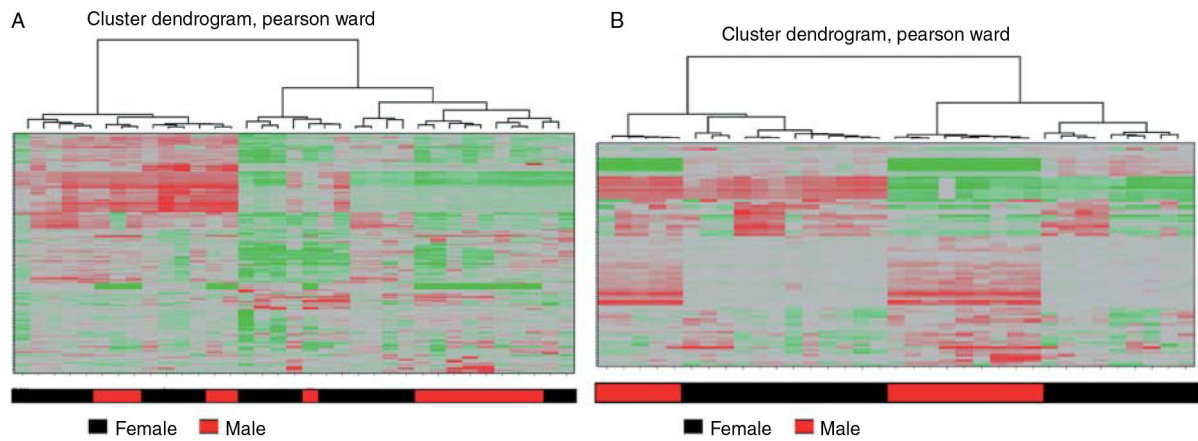 A
Cluster dendrogram, pearson ward
Female
Male
B
Cluster dendrogram, pearson ward
Female
Male